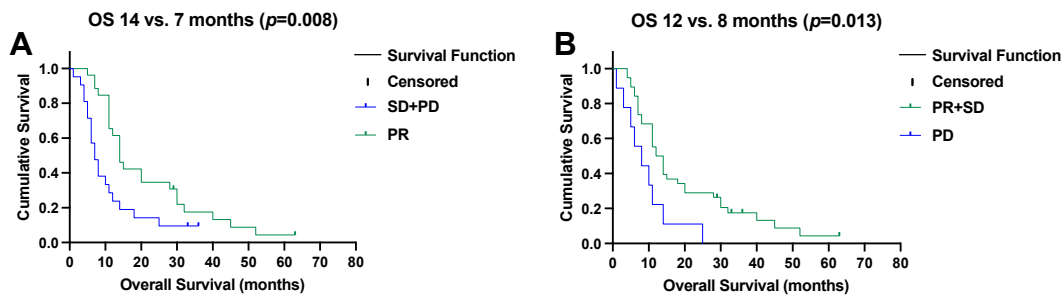 OS 14 vs. 7 months (p=0.008)
A
Cumulative Survival
1.0
0.8
0.6
0.4
0.2
0.0
0 10 20 30 40 50 60 70 80
Overall Survival (months)
Survival Function
Censored
SD+PD
PR
OS 12 vs. 8 months (p=0.013)
B
Cumulative Survival
1.0
0.8
0.6
0.4
0.2
0.0
0 10 20 30 40 50 60 70 80
Overall Survival (months)
Survival Function
Censored
PR+SD
PD